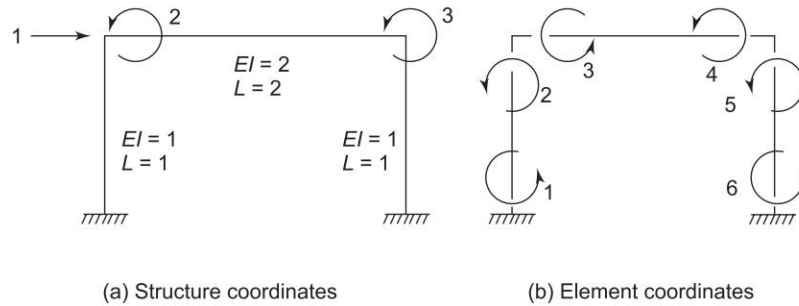 1
2
3
EI = 2
L = 2
EI = 1
L = 1
EI = 1
L = 1
(a) Structure coordinates
3
4
2
5
1
6
(b) Element coordinates